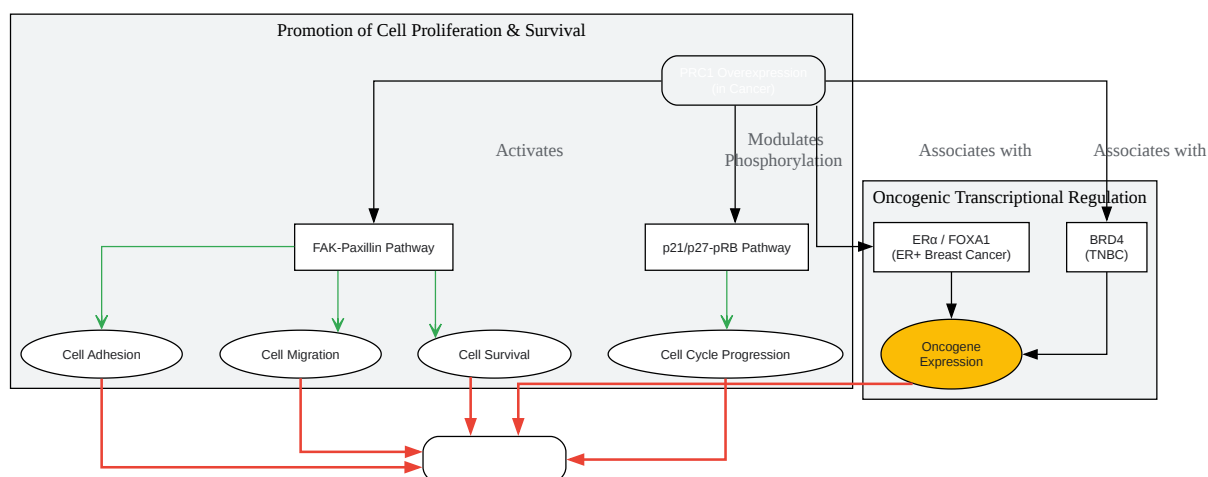 Promotion of Cell Proliferation & Survival
PRC1 Overexpression
(in Cancer)
Activates
Modulates
Phosphorylation
Associates with
Associates with
Oncogenic Transcriptional Regulation
FAK-Paxillin Pathway
p21/p27-pRB Pathway
ERα / FOXA1
(ER+ Breast Cancer)
BRD4
(TNBC)
Cell Adhesion
Cell Migration
Cell Survival
Cell Cycle Progression
Oncogene
Expression